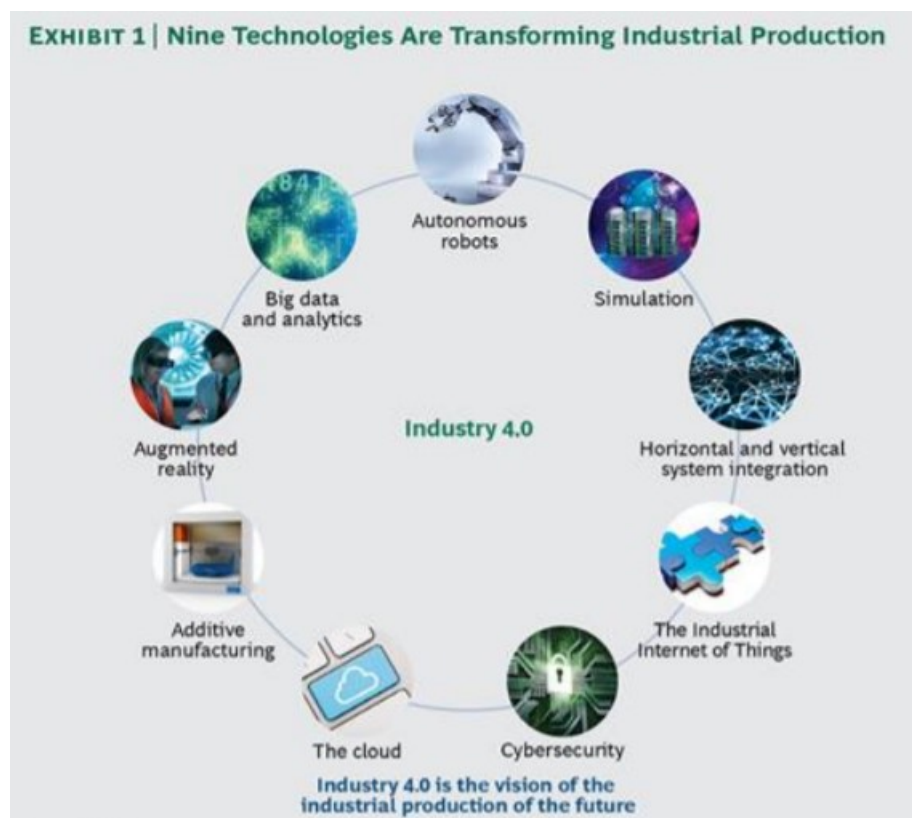 EXHIBIT 1 | Nine Technologies Are Transforming Industrial Production
Autonomous
robots
Simulation
Horizontal and vertical
system integration
The Industrial
Internet of Things
Cybersecurity
The cloud
Additive
manufacturing
Augmented
reality
Big data
and analytics
Industry 4.0
Industry 4.0 is the vision of the
industrial production of the future